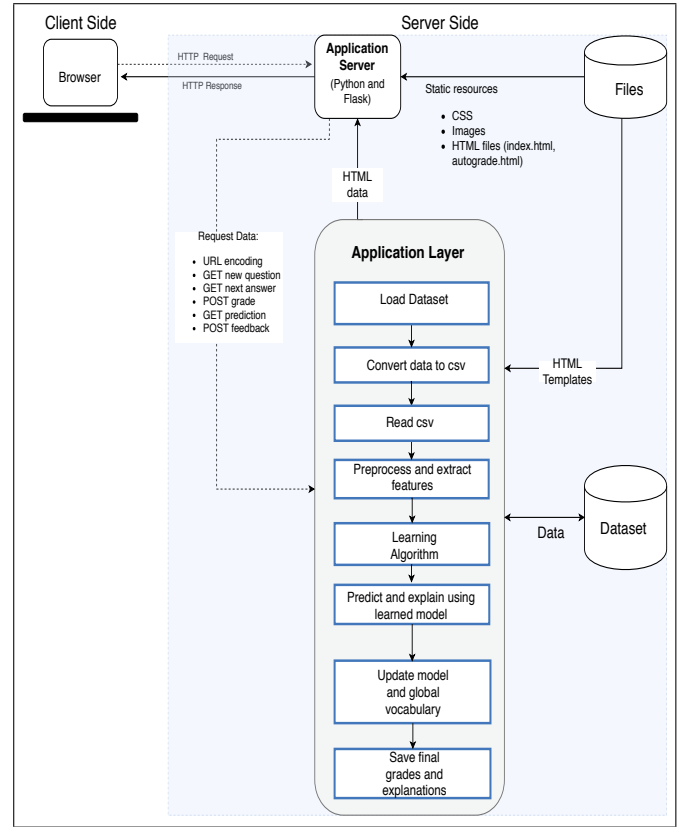 Client Side
Server Side
Browser
HTTP Request
HTTP Response
Application
Server
(Python and
Flask)
Static resources
• CSS
• Images
• HTML files (index.html,
autograde.html)
Files
HTML
data
Request Data:
• URL encoding
• GET new question
• GET next answer
• POST grade
• GET prediction
• POST feedback
Application Layer
Load Dataset
Convert data to csv
Read csv
Preprocess and extract
features
Learning
Algorithm
Predict and explain using
learned model
Update model
and global
vocabulary
Save final
grades and
explanations
HTML
Templates
Data
Dataset